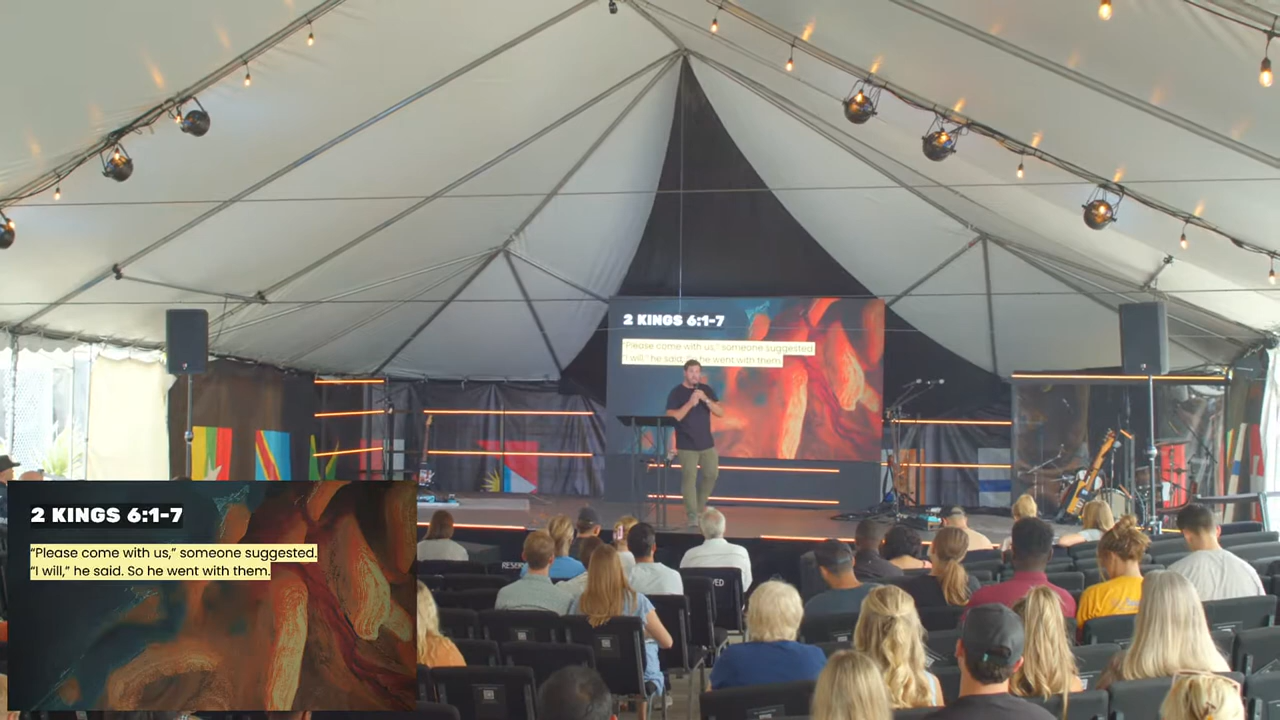 2 KINGS 6:1-7
"Please come with us," someone suggested.
"I will," he said. So he went with them.
2 KINGS 6:1-7
“Please come with us,” someone suggested.
“I will,” he said. So he went with them.